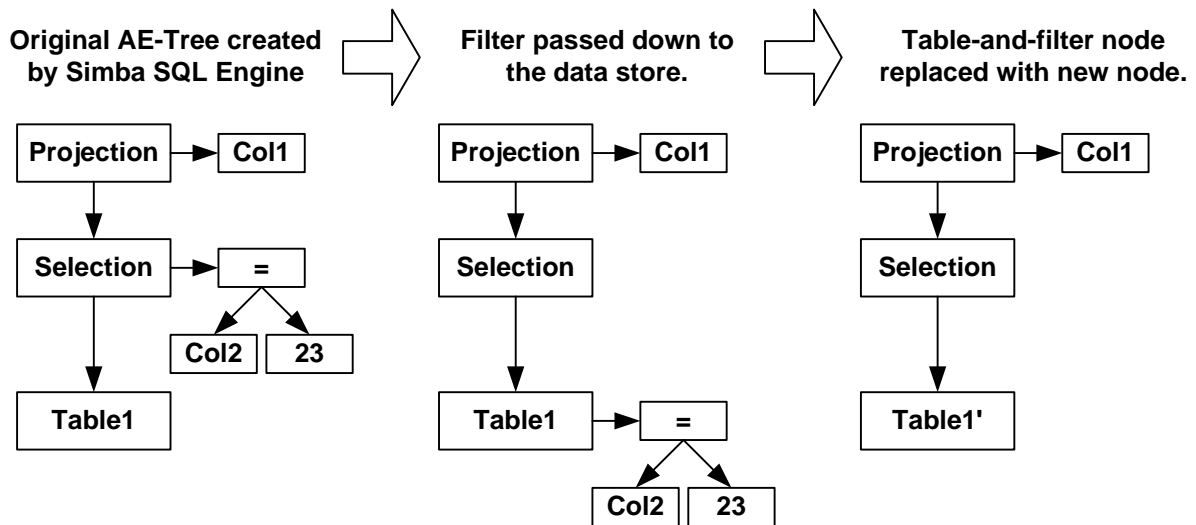 Original AE-Tree created
by Simba SQL Engine
Projection
Col1
Selection
=
Col2
23
Table1
Filter passed down to
the data store.
Projection
Col1
Selection
Table1
=
Col2
23
Table-and-filter node
replaced with new node.
Projection
Col1
Selection
Table1'